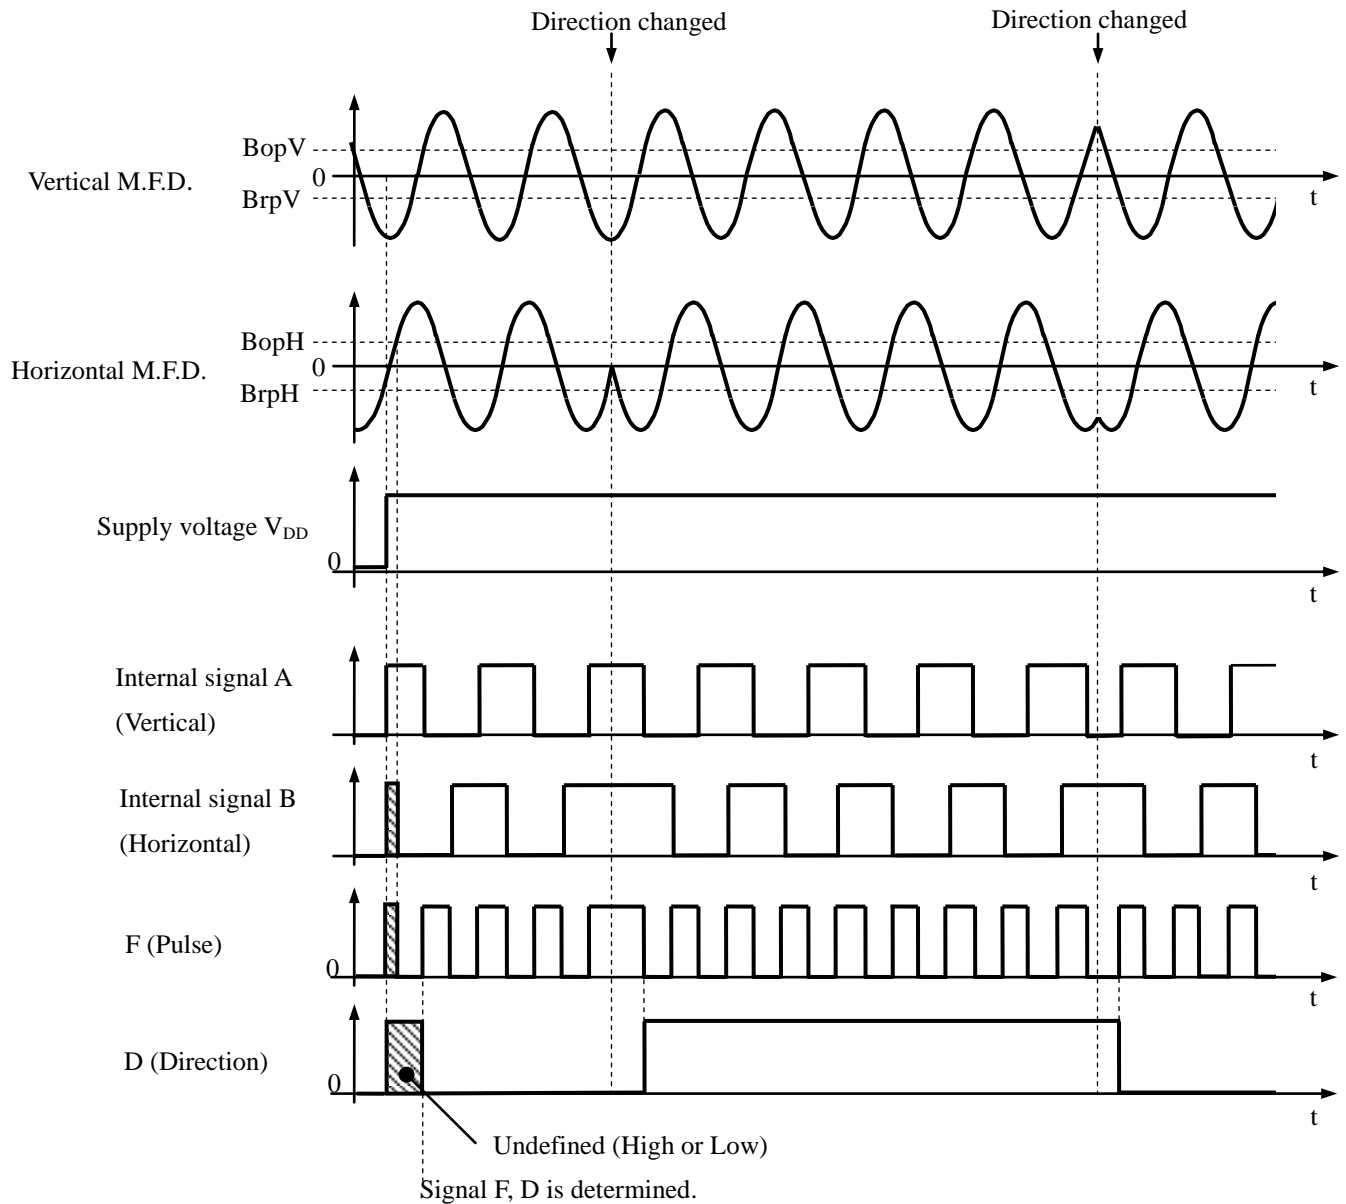 Direction changed
Direction changed
BopV
Vertical M.F.D.
0
BrpV
t
BopH
Horizontal M.F.D.
0
BrpH
t
Supply voltage VDD
0
t
Internal signal A
(Vertical)
t
Internal signal B
(Horizontal)
t
F (Pulse)
0
t
D (Direction)
0
t
Undefined (High or Low)
Signal F, D is determined.